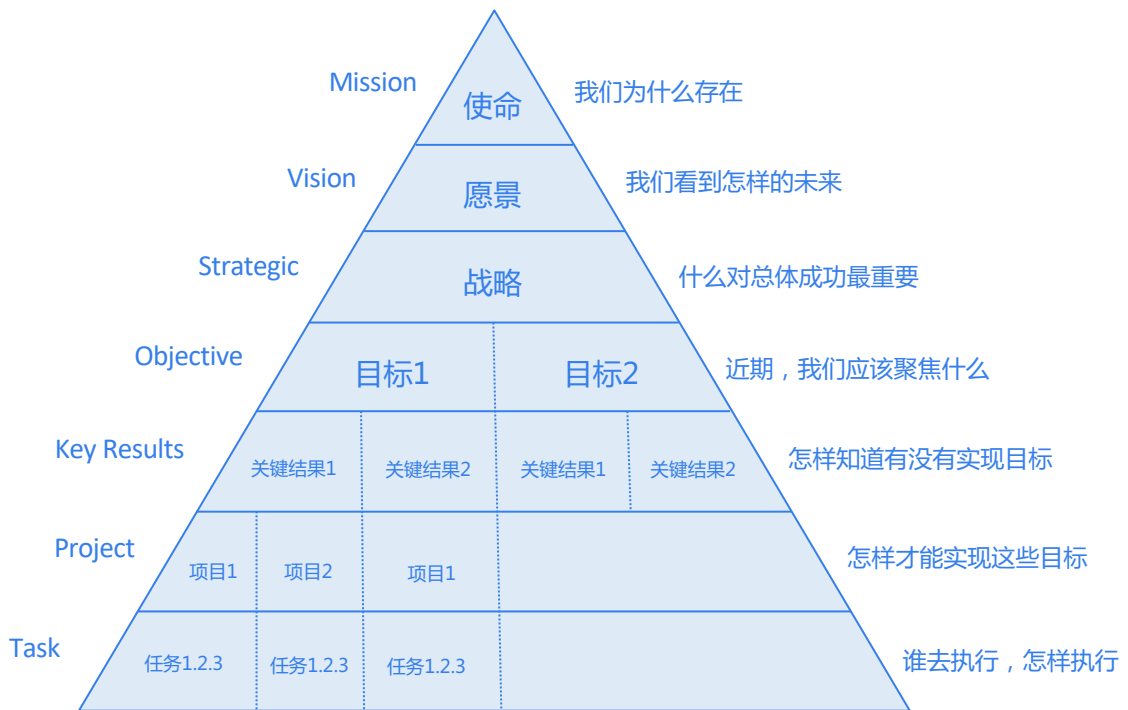 Mission
使命
我们为什么存在
Vision
愿景
我们看到怎样的未来
Strategic
战略
什么对总体成功最重要
Objective
目标1
目标2
近期，我们应该聚焦什么
Key Results
关键结果1
关键结果2
关键结果1
关键结果2
怎样知道有没有实现目标
Project
项目1
项目2
项目1
怎样才能实现这些目标
Task
任务1.2.3
任务1.2.3
任务1.2.3
谁去执行，怎样执行